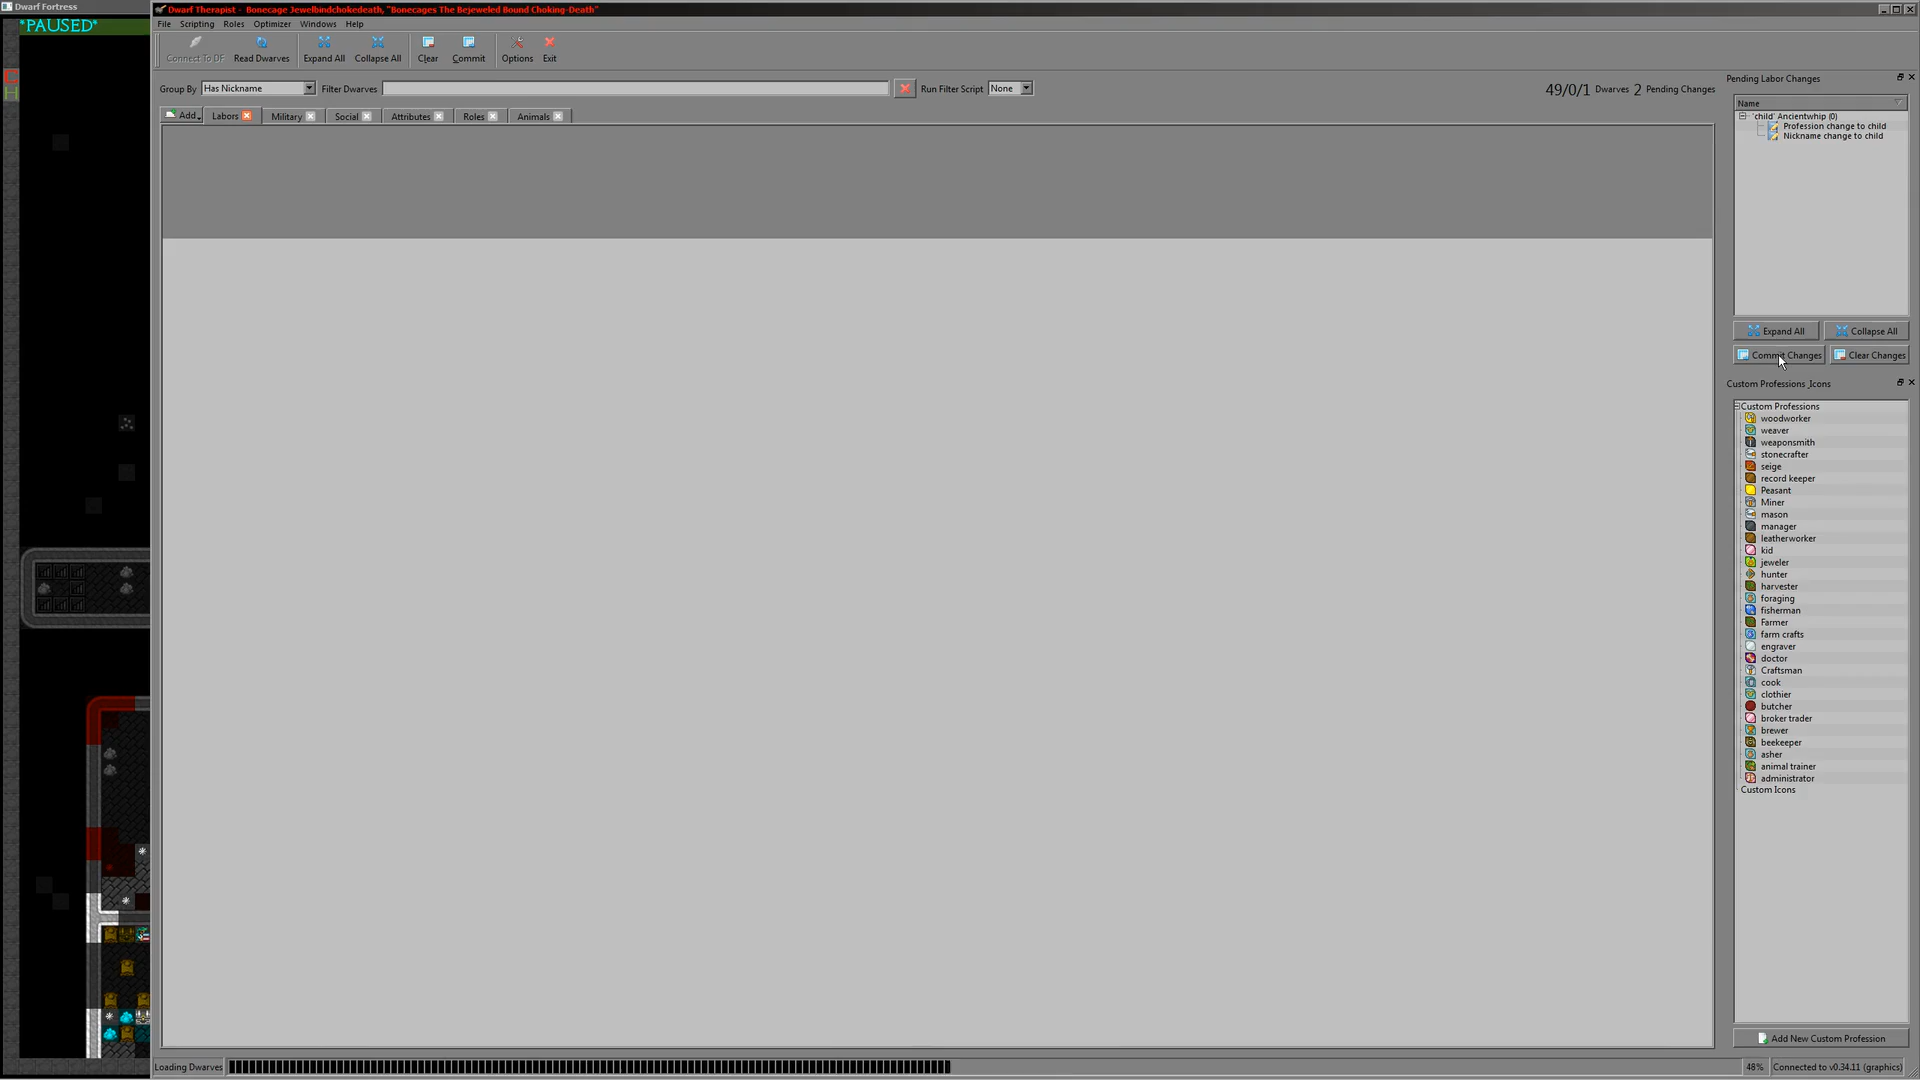 Dwarf Fortress
*PAUSED*
Dwarf Therapist - Bonecage Jewelbindchokedeath, "Bonecages The Bejeweled Bound Choking-Death"
File Scripting Roles Optimizer Windows Help
Connect To DF Read Dwarves Expand All Collapse All Clear Commit Options Exit
Group By Has Nickname Filter Dwarves Run Filter Script None 49/0/1 Dwarves 2 Pending Changes
Add Labors Military Social Attributes Roles Animals
Pending Labor Changes
Name
'child' Ancientwhip (0)
Profession change to child
Nickname change to child
Expand All Collapse All
Commit Changes Clear Changes
Custom Professions Icons
Custom Professions
woodworker
weaver
weaponsmith
stonecrafter
seige
record keeper
Peasant
Miner
mason
manager
leatherworker
kid
jeweler
hunter
harvester
foraging
fisherman
Farmer
farm crafts
engraver
doctor
Craftsman
cook
clothier
butcher
broker trader
brewer
beekeeper
asher
animal trainer
administrator
Custom Icons
Add New Custom Profession
Loading Dwarves 48% Connected to v0.34.11 (graphics)